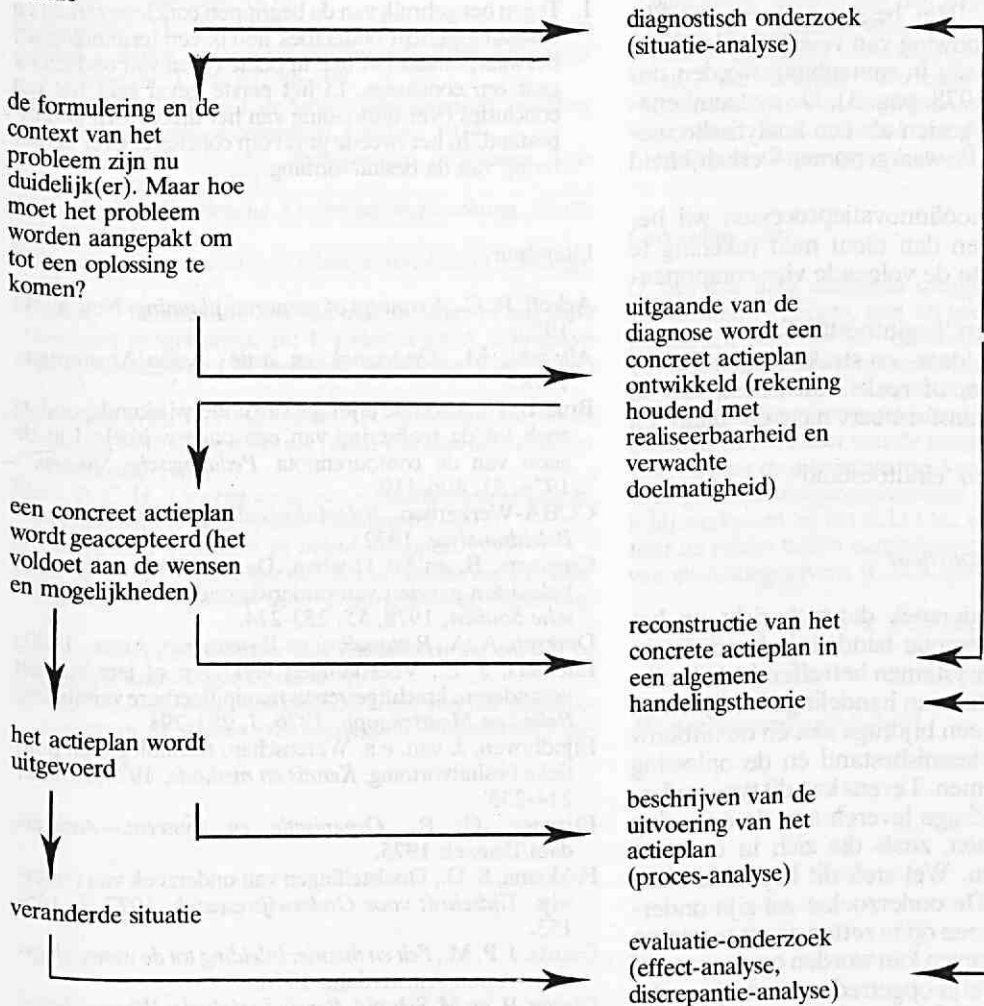 diagnostisch onderzoek
(situatie-analyse)
de formulering en de
context van het
probleem zijn nu
duidelijk(er). Maar hoe
moet het probleem
worden aangepakt om
tot een oplossing te
komen?
uitgaande van de
diagnose wordt een
concreet actieplan
ontwikkeld (rekening
houdend met
realiseerbaarheid en
verwachte
doelmatigheid)
een concreet actieplan
wordt geaccepteerd (het
voldoet aan de wensen
en mogelijkheden)
reconstructie van het
concrete actieplan in
een algemene
handelingstheorie
het actieplan wordt
uitgevoerd
beschrijven van de
uitvoering van het
actieplan
(proces-analyse)
veranderde situatie
evaluatie-onderzoek
(effect-analyse,
discrepantie-analyse)